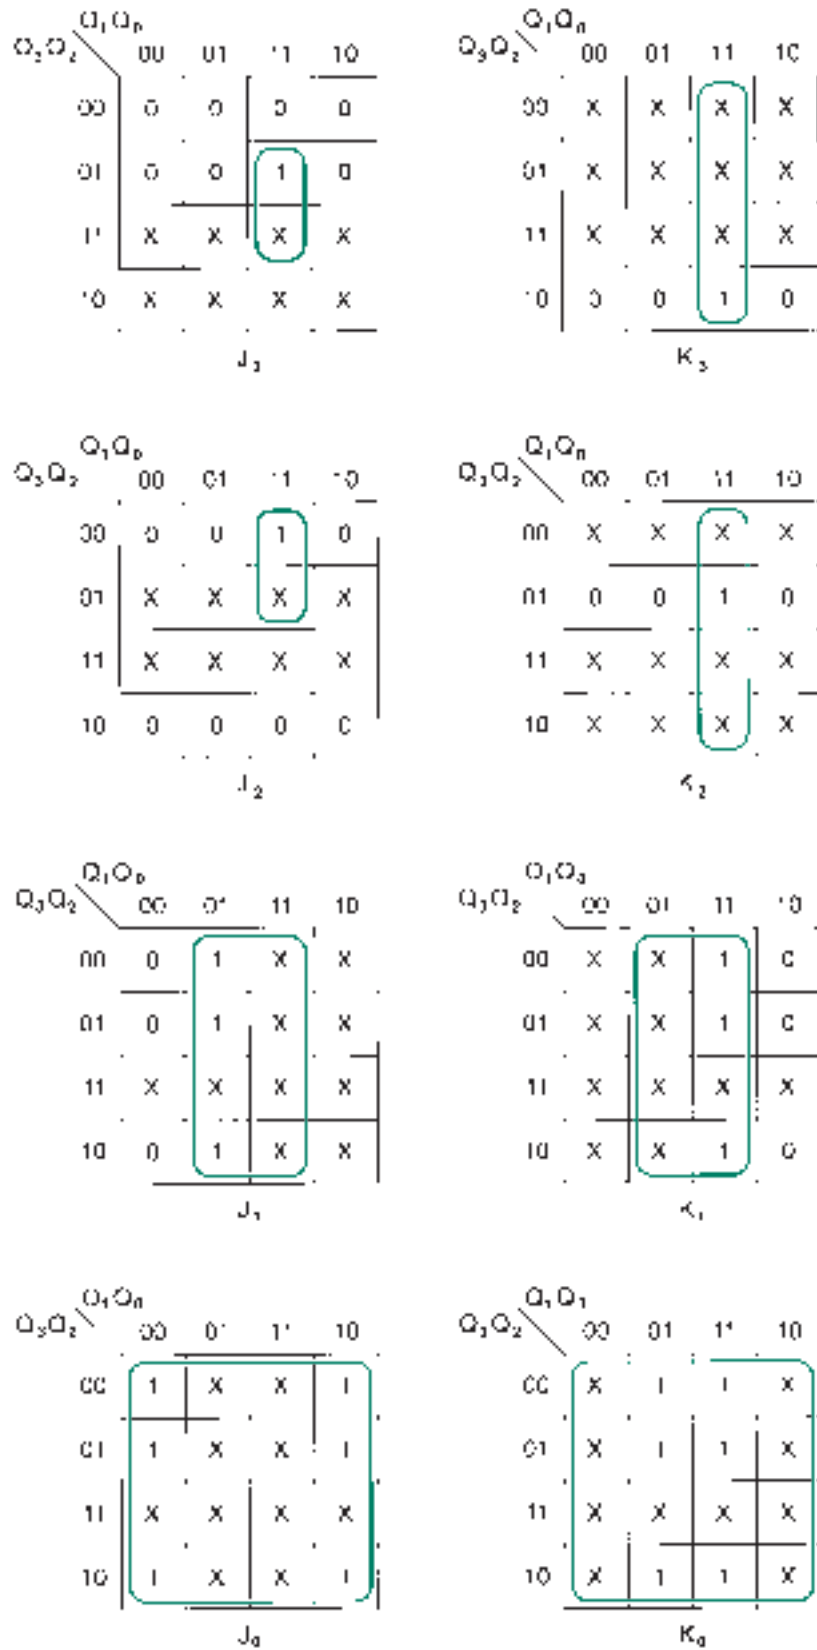 Q₁Q₀ Q₁Q₀
Q₃Q₂ 00 01 11 10 Q₃Q₂ 00 01 11 10
00 0 0 0 0 00 X X X X
01 0 0 1 0 01 X X X X
11 X X X X 11 X X X X
10 X X X X 10 0 0 1 0
J₃ K₃
Q₁Q₀ Q₁Q₀
Q₃Q₂ 00 01 11 10 Q₃Q₂ 00 01 11 10
00 0 0 1 0 00 X X X X
01 X X X X 01 0 0 1 0
11 X X X X 11 X X X X
10 0 0 0 0 10 X X X X
J₂ K₂
Q₁Q₀ Q₁
Q₃Q₂ 00 01 11 10 Q₃Q₂ 00 01 11 10
00 0 1 X X 00 X X 1 0
01 0 1 X X 01 X X 1 0
11 X X X X 11 X X X X
10 0 1 X X 10 X X 1 0
J₁ K₁
Q₁Q₀ Q₁
Q₃Q₂ 00 01 11 10 Q₃Q₂ 00 01 11 10
00 1 X X 1 00 X 1 1 X
01 1 X X 1 01 X 1 1 X
11 X X X X 11 X X X X
10 1 X X 1 10 X 1 1 X
J₀ K₀